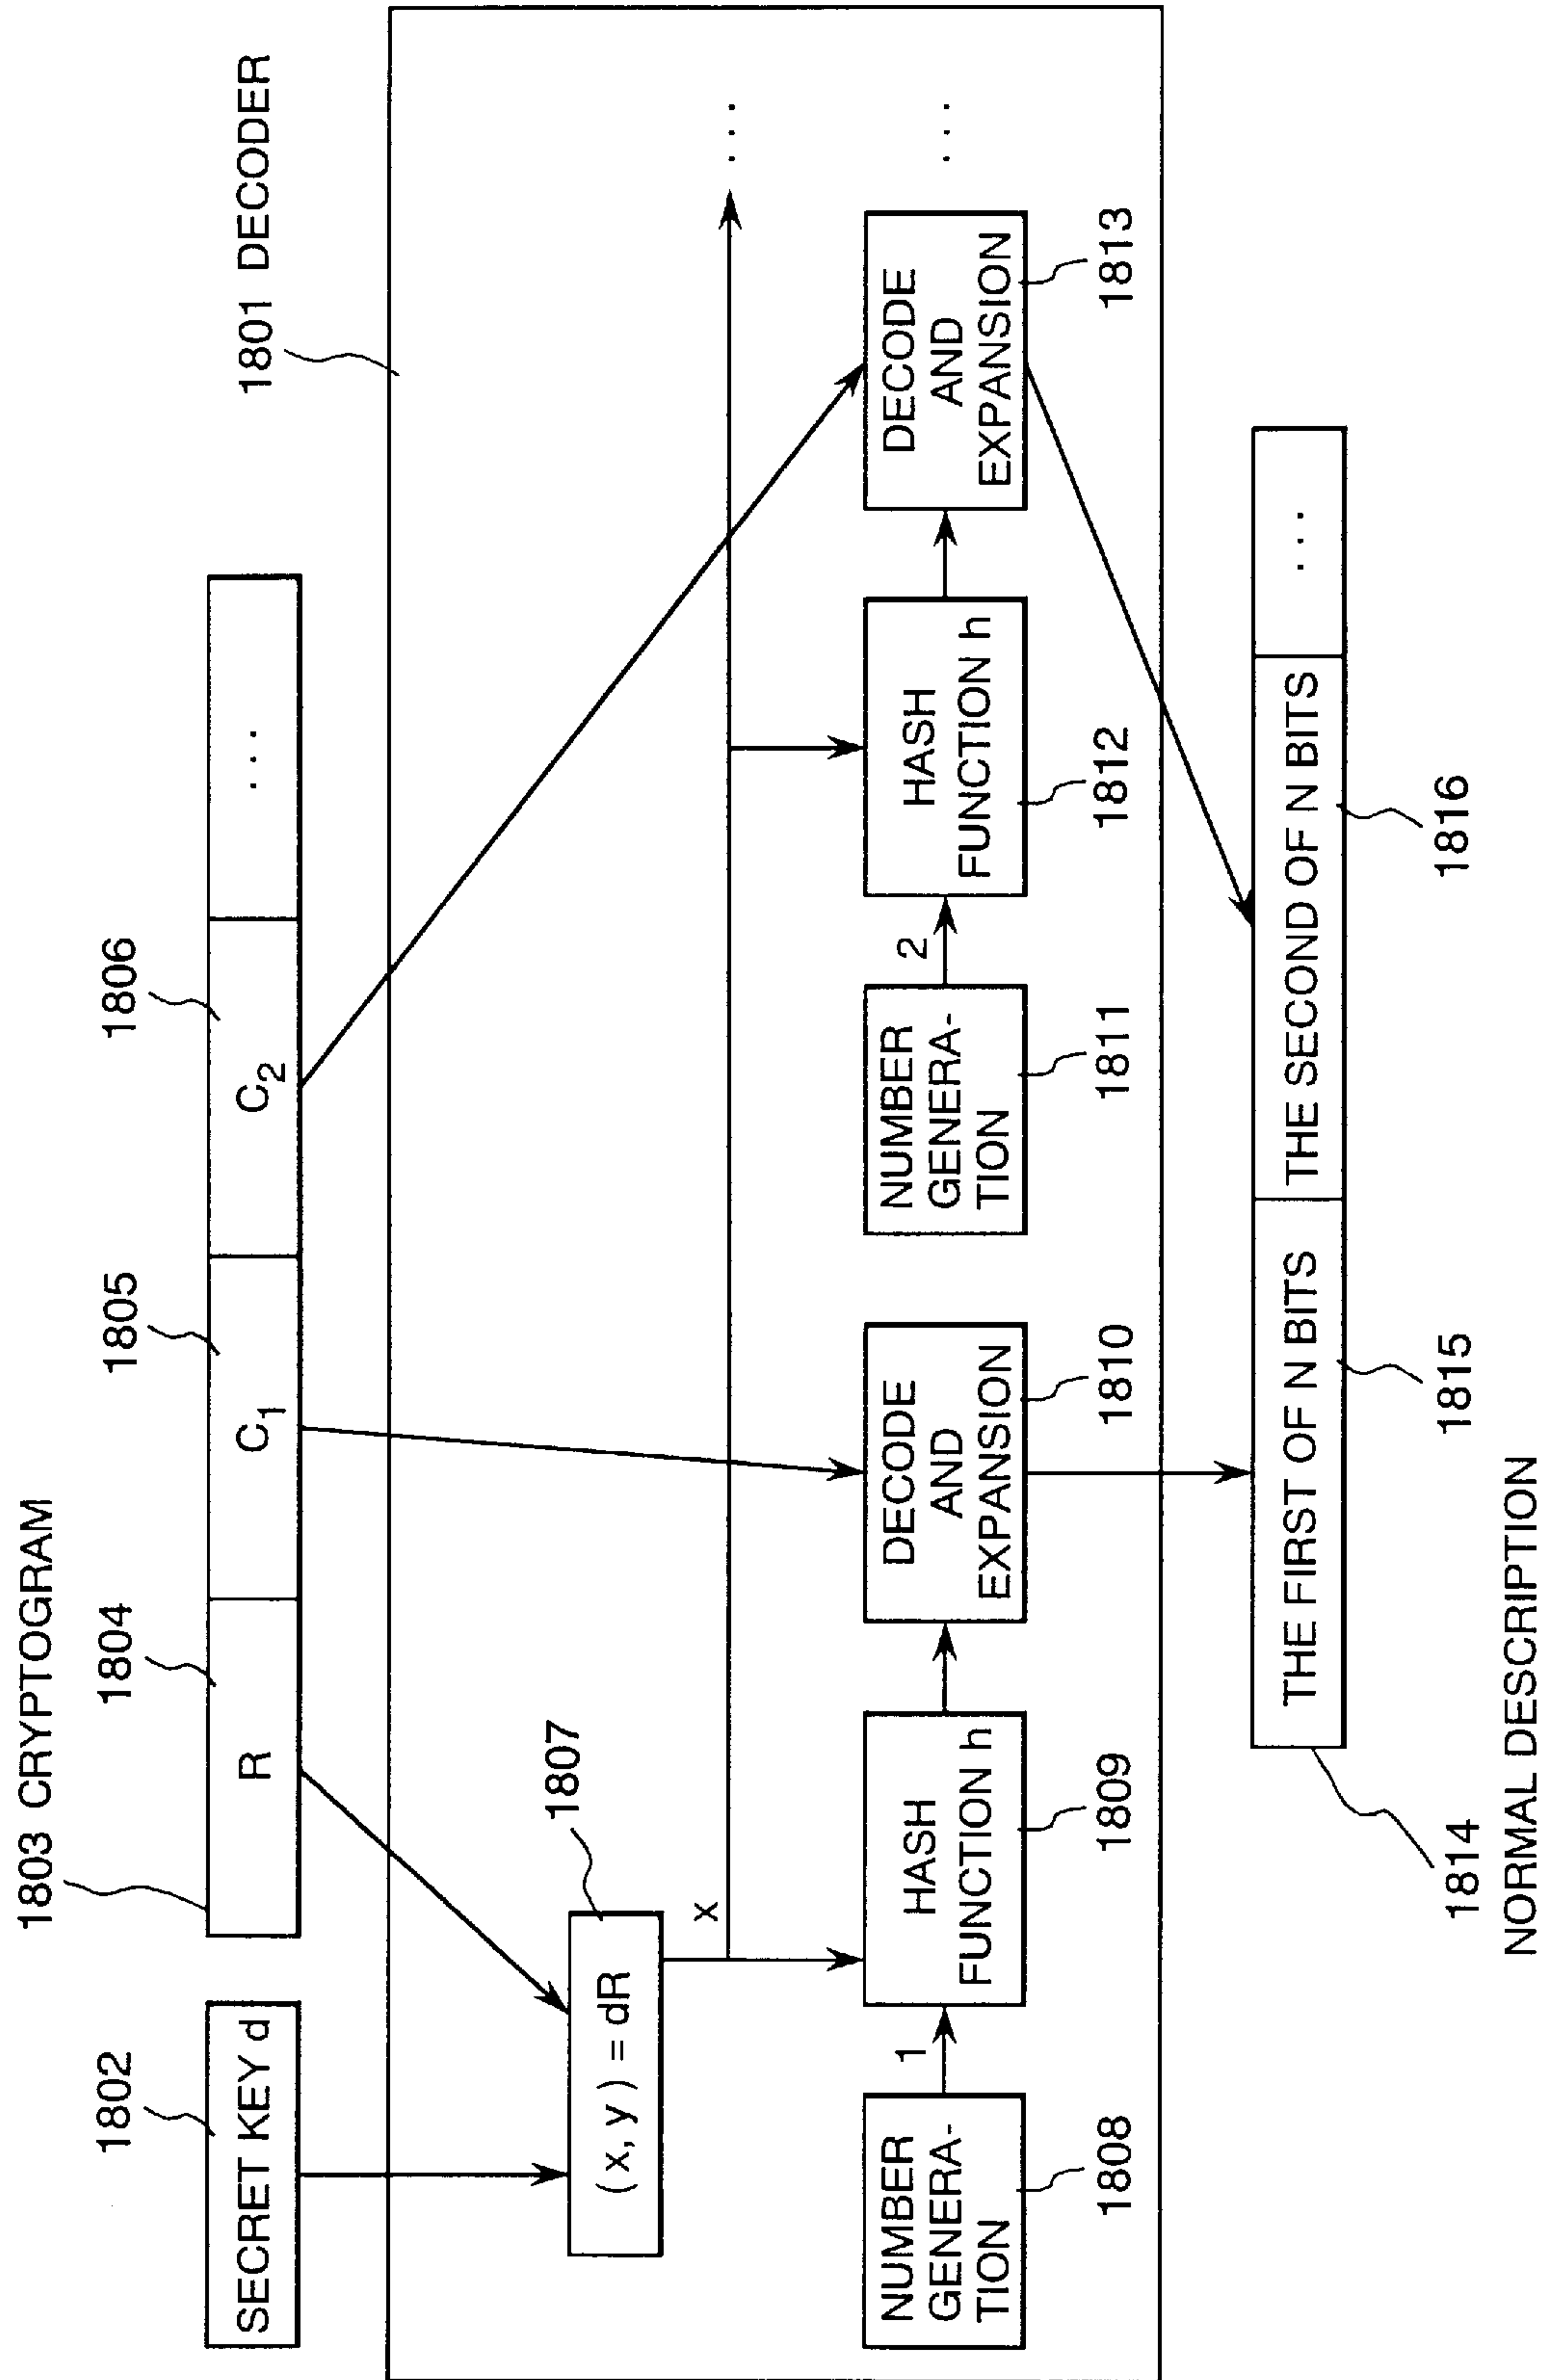 1801 DECODER
1803 CRYPTOGRAM
1802
1804
1805
1806
SECRET KEY d
R
C1
C2
...
1807
( x, y ) = dR
x
...
NUMBER
GENERA-
TION
1
HASH
FUNCTION h
DECODE
AND
EXPANSION
NUMBER
GENERA-
TION
2
HASH
FUNCTION h
DECODE
AND
EXPANSION
...
1808
1809
1810
1811
1812
1813
THE FIRST OF N BITS
THE SECOND OF N BITS
...
1814
NORMAL DESCRIPTION
1815
1816